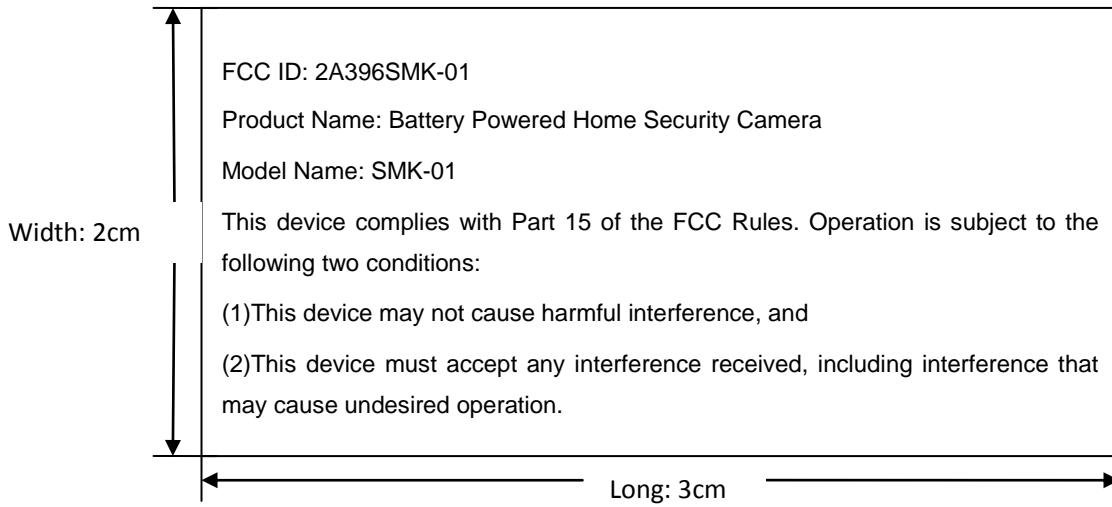 FCC ID: 2A396SMK-01
Product Name: Battery Powered Home Security Camera
Model Name: SMK-01
Width: 2cm
This device complies with Part 15 of the FCC Rules. Operation is subject to the
following two conditions:
(1)This device may not cause harmful interference, and
(2)This device must accept any interference received, including interference that
may cause undesired operation.
Long: 3cm